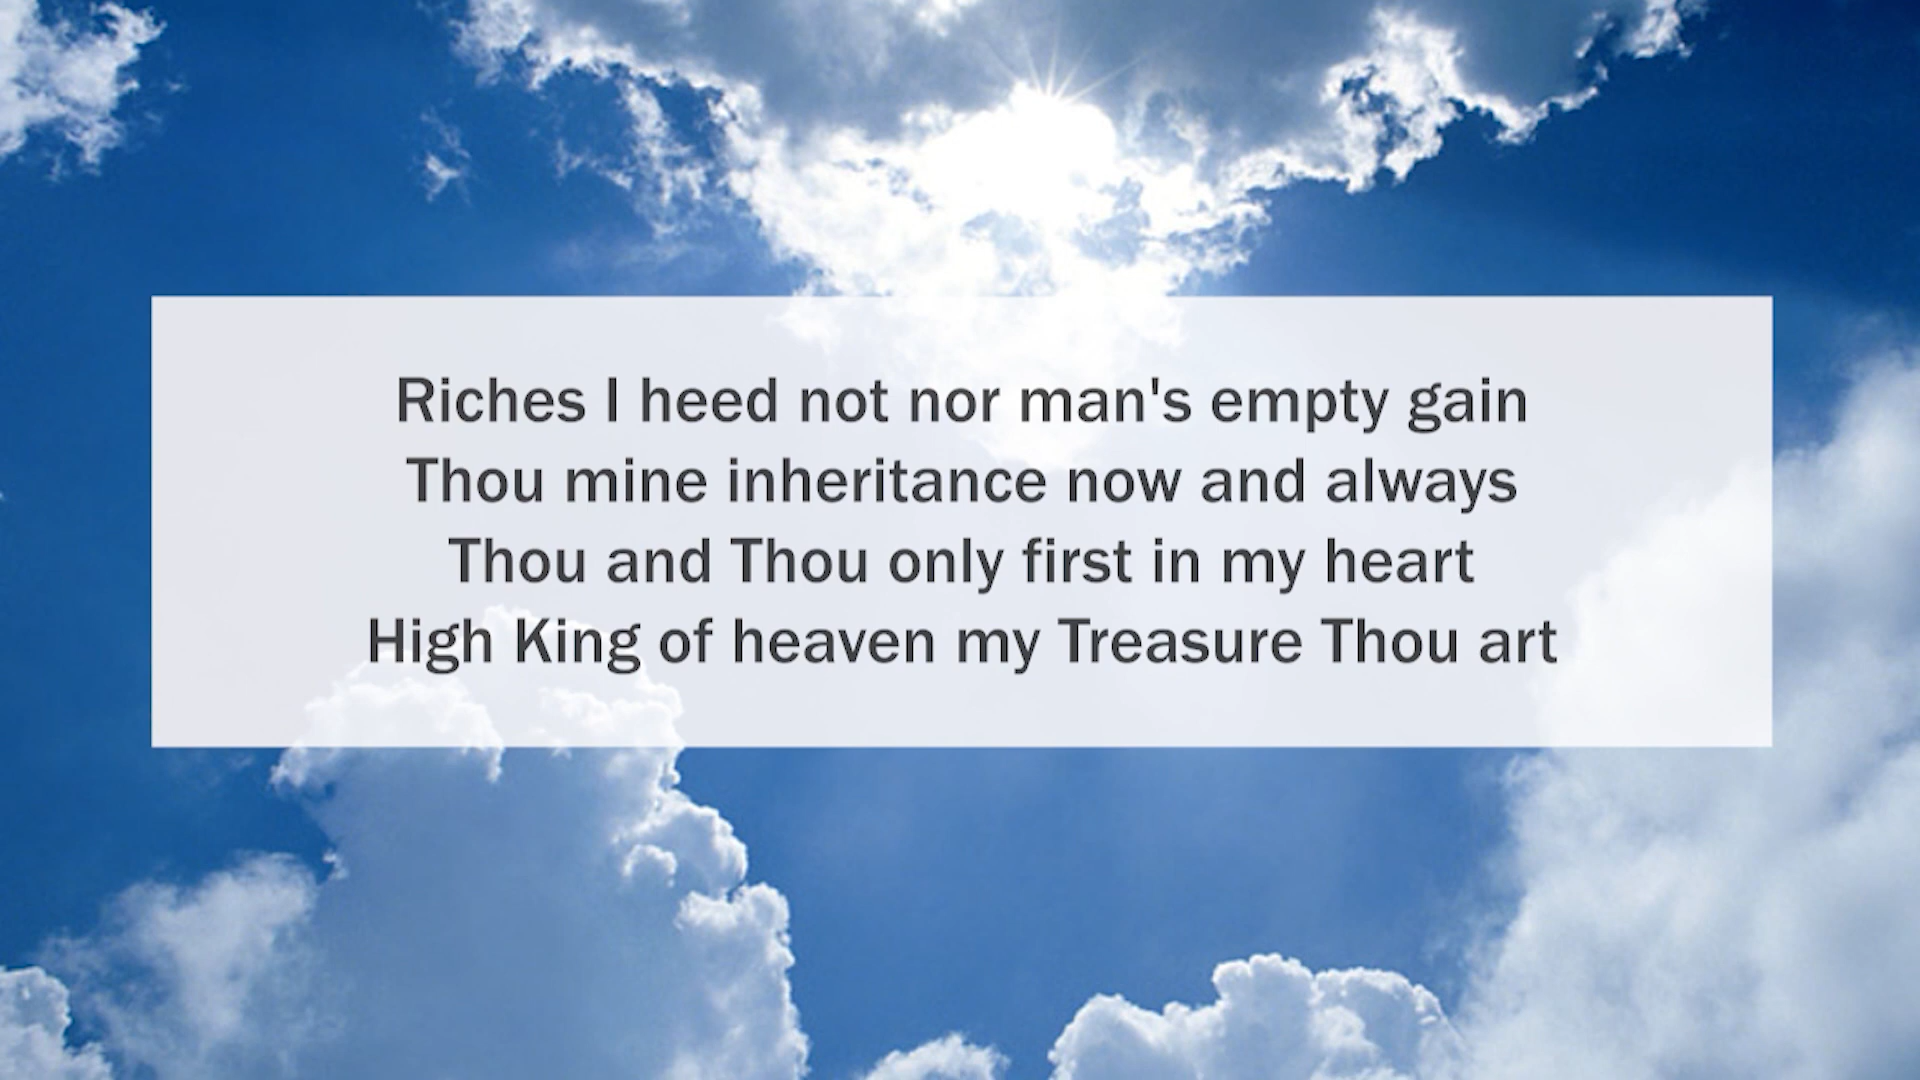 Riches I heed not nor man's empty gain
Thou mine inheritance now and always
Thou and Thou only first in my heart
High King of heaven my Treasure Thou art